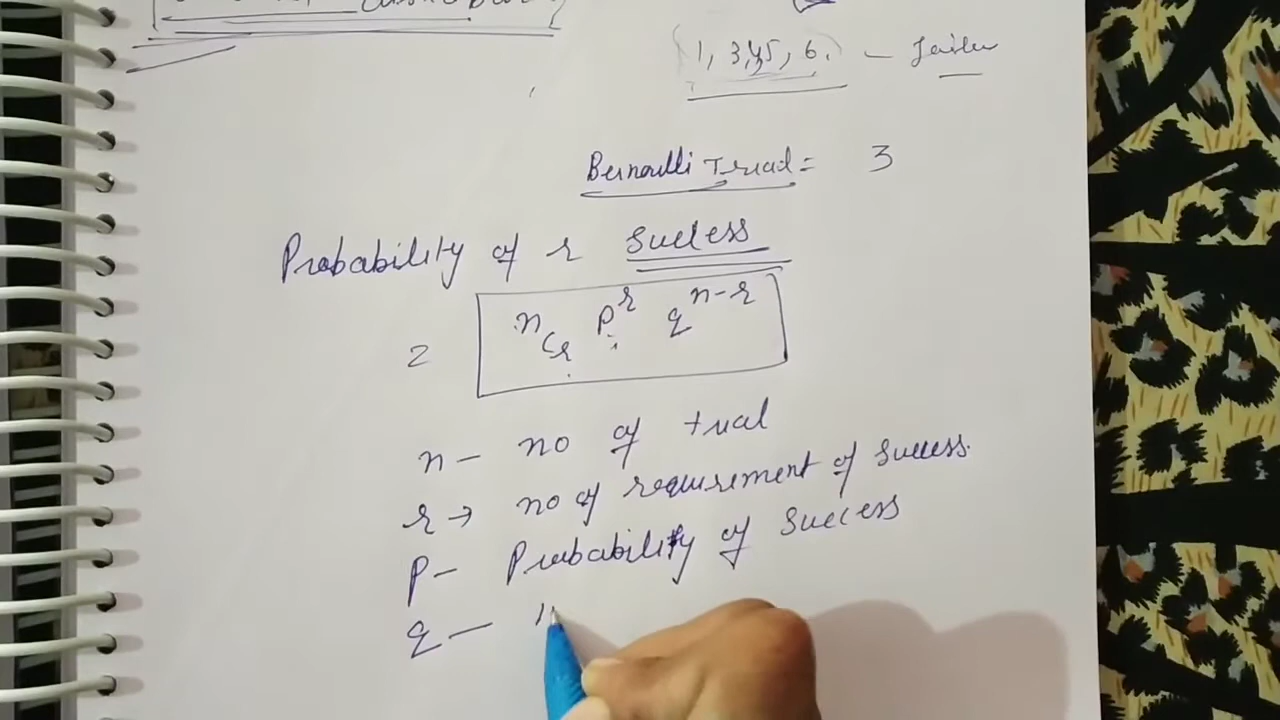 1, 3, 4, 5, 6. -
Bernoulli Trial = 3
Probability of r Success
= nCr P^r q^n-r
n - no of trial
r → no of requirement of Success.
P - Probability of Success
q -